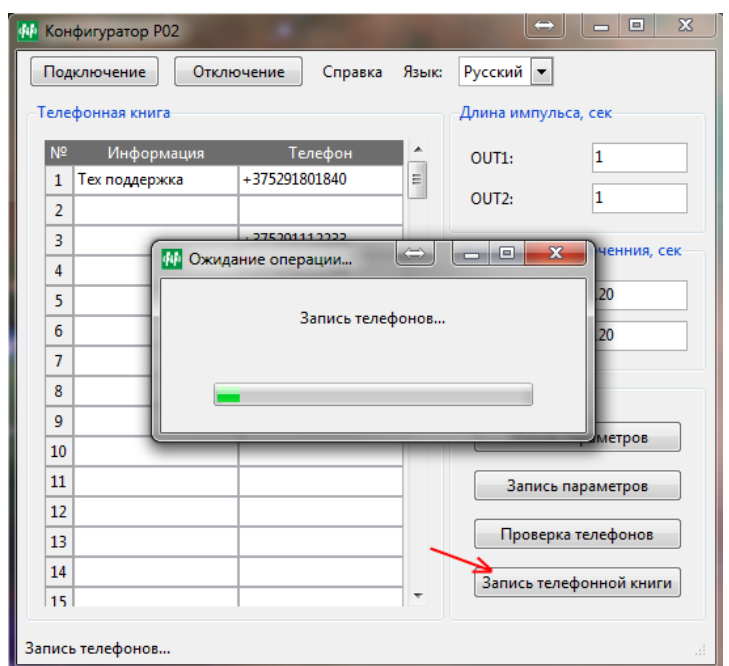 Конфигуратор P02
Подключение Отключение Справка Язык: Русский
Телефонная книга
№ Информация Телефон
1 Тех поддержка +375291801840
2
3
4
5
6
7
8
9
10
11
12
13
14
15
Длина импульса, сек
OUT1: 1
OUT2: 1
сек
Ожидание операции...
Запись телефонов...
Запись параметров
Проверка телефонов
Запись телефонной книги
Запись телефонов...